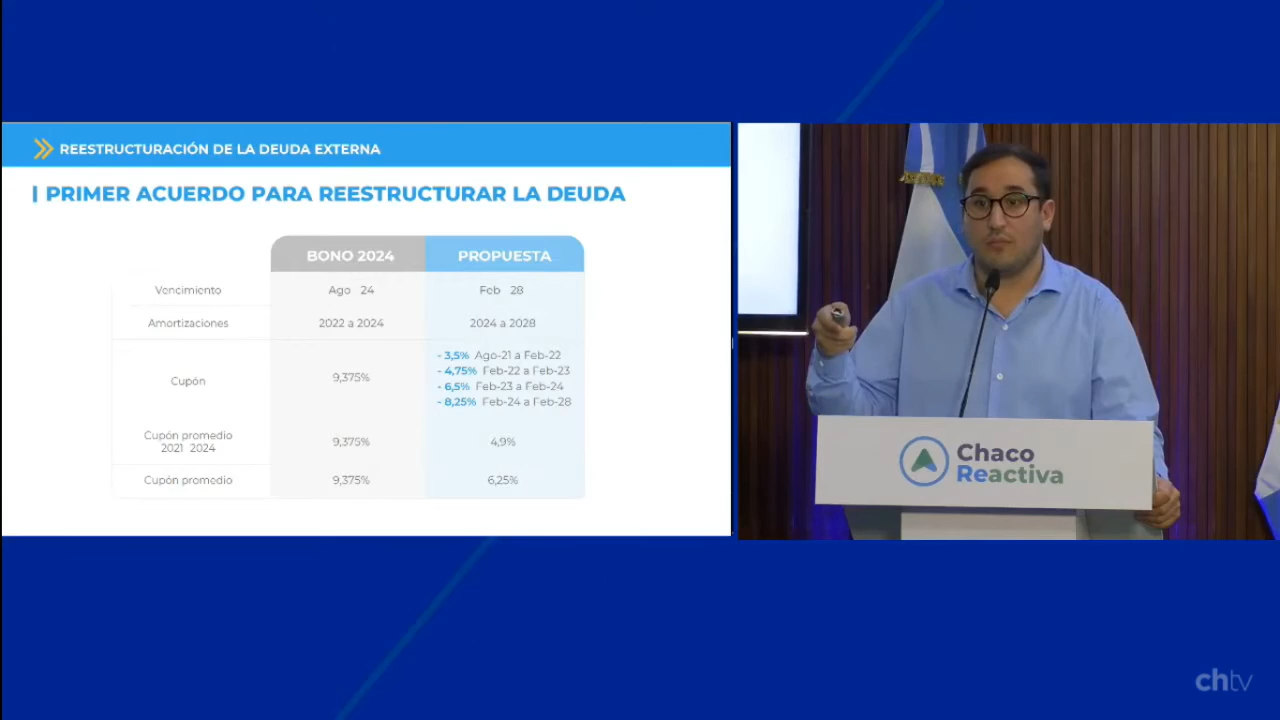 REESTRUCTURACIÓN DE LA DEUDA EXTERNA
PRIMER ACUERDO PARA REESTRUCTURAR LA DEUDA
BONO 2024 PROPUESTA
Vencimiento Ago 24 Feb 28
Amortizaciones 2022 a 2024 2024 a 2028
- 3,5% Ago-21 a Feb-22
- 4,75% Feb-22 a Feb-23
Cupón 9,375%
- 6,5% Feb-23 a Feb-24
- 8,25% Feb-24 a Feb-28
Cupón promedio
2021 2024 9,375% 4,9%
Cupón promedio 9,375% 6,25%
Chaco
Reactiva
chtv